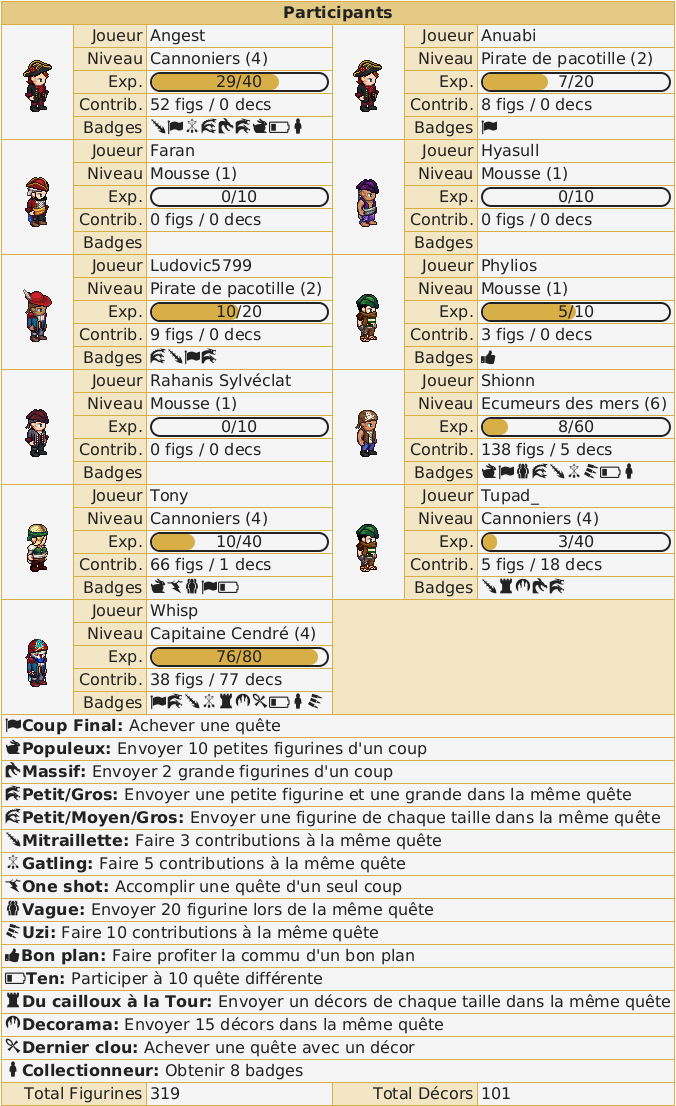 Participants
Joueur Angest
Niveau Cannoniers (4)
Exp. 29/40
Contrib. 52 figs / 0 decs
Badges
Joueur Anuabi
Niveau Pirate de pacotille (2)
Exp. 7/20
Contrib. 8 figs / 0 decs
Badges
Joueur Faran
Niveau Mousse (1)
Exp. 0/10
Contrib. 0 figs / 0 decs
Badges
Joueur Hyasull
Niveau Mousse (1)
Exp. 0/10
Contrib. 0 figs / 0 decs
Badges
Joueur Ludovic5799
Niveau Pirate de pacotille (2)
Exp. 10/20
Contrib. 9 figs / 0 decs
Badges
Joueur Phylios
Niveau Mousse (1)
Exp. 5/10
Contrib. 3 figs / 0 decs
Badges
Joueur Rahanis Sylvéclat
Niveau Mousse (1)
Exp. 0/10
Contrib. 0 figs / 0 decs
Badges
Joueur Shionn
Niveau Ecumeurs des mers (6)
Exp. 8/60
Contrib. 138 figs / 5 decs
Badges
Joueur Tony
Niveau Cannoniers (4)
Exp. 10/40
Contrib. 66 figs / 1 decs
Badges
Joueur Tupad_
Niveau Cannoniers (4)
Exp. 3/40
Contrib. 5 figs / 18 decs
Badges
Joueur Whisp
Niveau Capitaine Cendré (4)
Exp. 76/80
Contrib. 38 figs / 77 decs
Badges
Coup Final: Achever une quête
Populeux: Envoyer 10 petites figurines d'un coup
Massif: Envoyer 2 grande figurines d'un coup
Petit/Gros: Envoyer une petite figurine et une grande dans la même quête
Petit/Moyen/Gros: Envoyer une figurine de chaque taille dans la même quête
Mitraillette: Faire 3 contributions à la même quête
Gatling: Faire 5 contributions à la même quête
One shot: Accomplir une quête d'un seul coup
Vague: Envoyer 20 figurine lors de la même quête
Uzi: Faire 10 contributions à la même quête
Bon plan: Faire profiter la commu d'un bon plan
Ten: Participer à 10 quête différente
Du cailloux à la Tour: Envoyer un décors de chaque taille dans la même quête
Decorama: Envoyer 15 décors dans la même quête
Dernier clou: Achever une quête avec un décor
Collectionneur: Obtenir 8 badges
Total Figurines 319
Total Décors 101